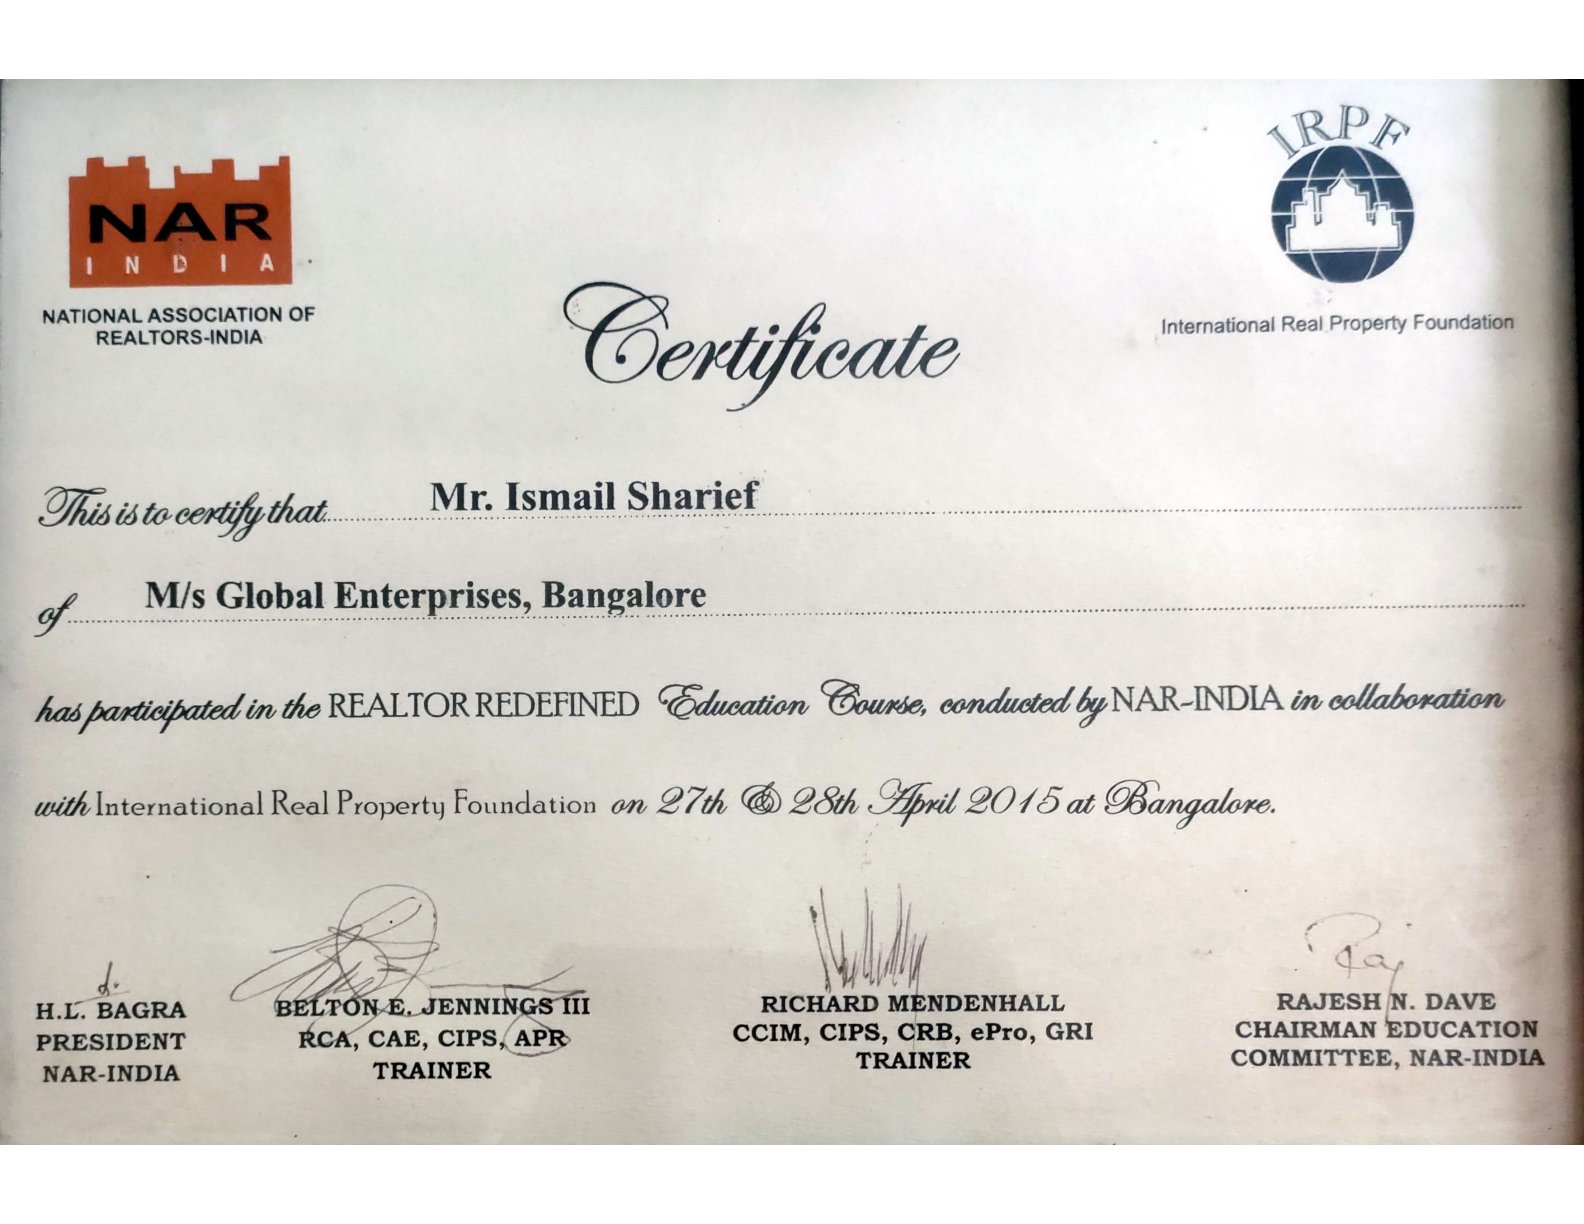 NAR
INDIA
NATIONAL ASSOCIATION OF
REALTORS-INDIA
IRPF
International Real Property Foundation
Certificate
This is to certify that Mr. Ismail Sharief
of M/s Global Enterprises, Bangalore
has participated in the REALTOR REDEFINED Education Course, conducted by NAR-INDIA in collaboration
with International Real Property Foundation on 27th & 28th April 2015 at Bangalore.
H.L. BAGRA
PRESIDENT
NAR-INDIA
BELTON E. JENNINGS III
RCA, CAE, CIPS, APR
TRAINER
RICHARD MENDENHALL
CCIM, CIPS, CRB, ePro, GRI
TRAINER
Raj
RAJESH N. DAVE
CHAIRMAN EDUCATION
COMMITTEE, NAR-INDIA